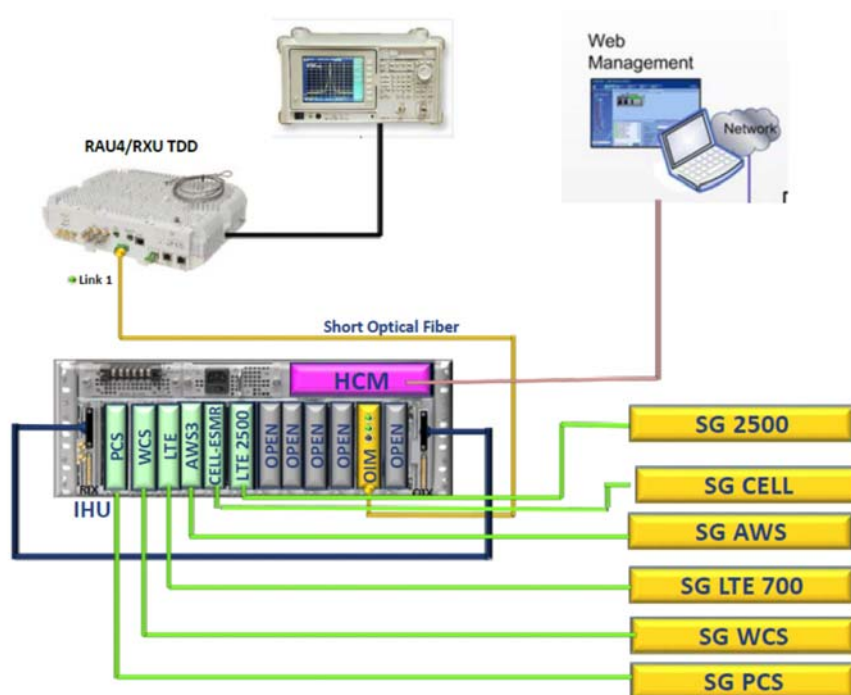 Web
Management
Network
RAU4/RXU TDD
Link 1
Short Optical Fiber
HCM
PCS
WCS
LTE
AWS3
CELL-ESMR
LTE 2500
OPEN
OPEN
OPEN
OPEN
OIM
OPEN
RIX
IHU
SG 2500
SG CELL
SG AWS
SG LTE 700
SG WCS
SG PCS